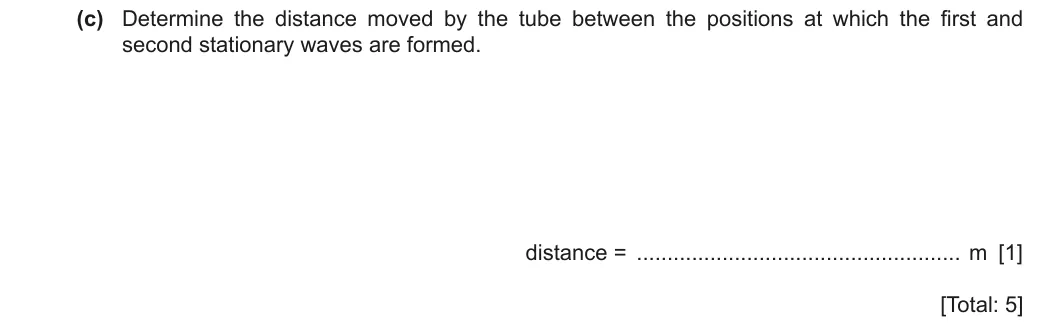 (c) Determine the distance moved by the tube between the positions at which the first and
second stationary waves are formed.
distance = ..................................................... m [1]
[Total: 5]